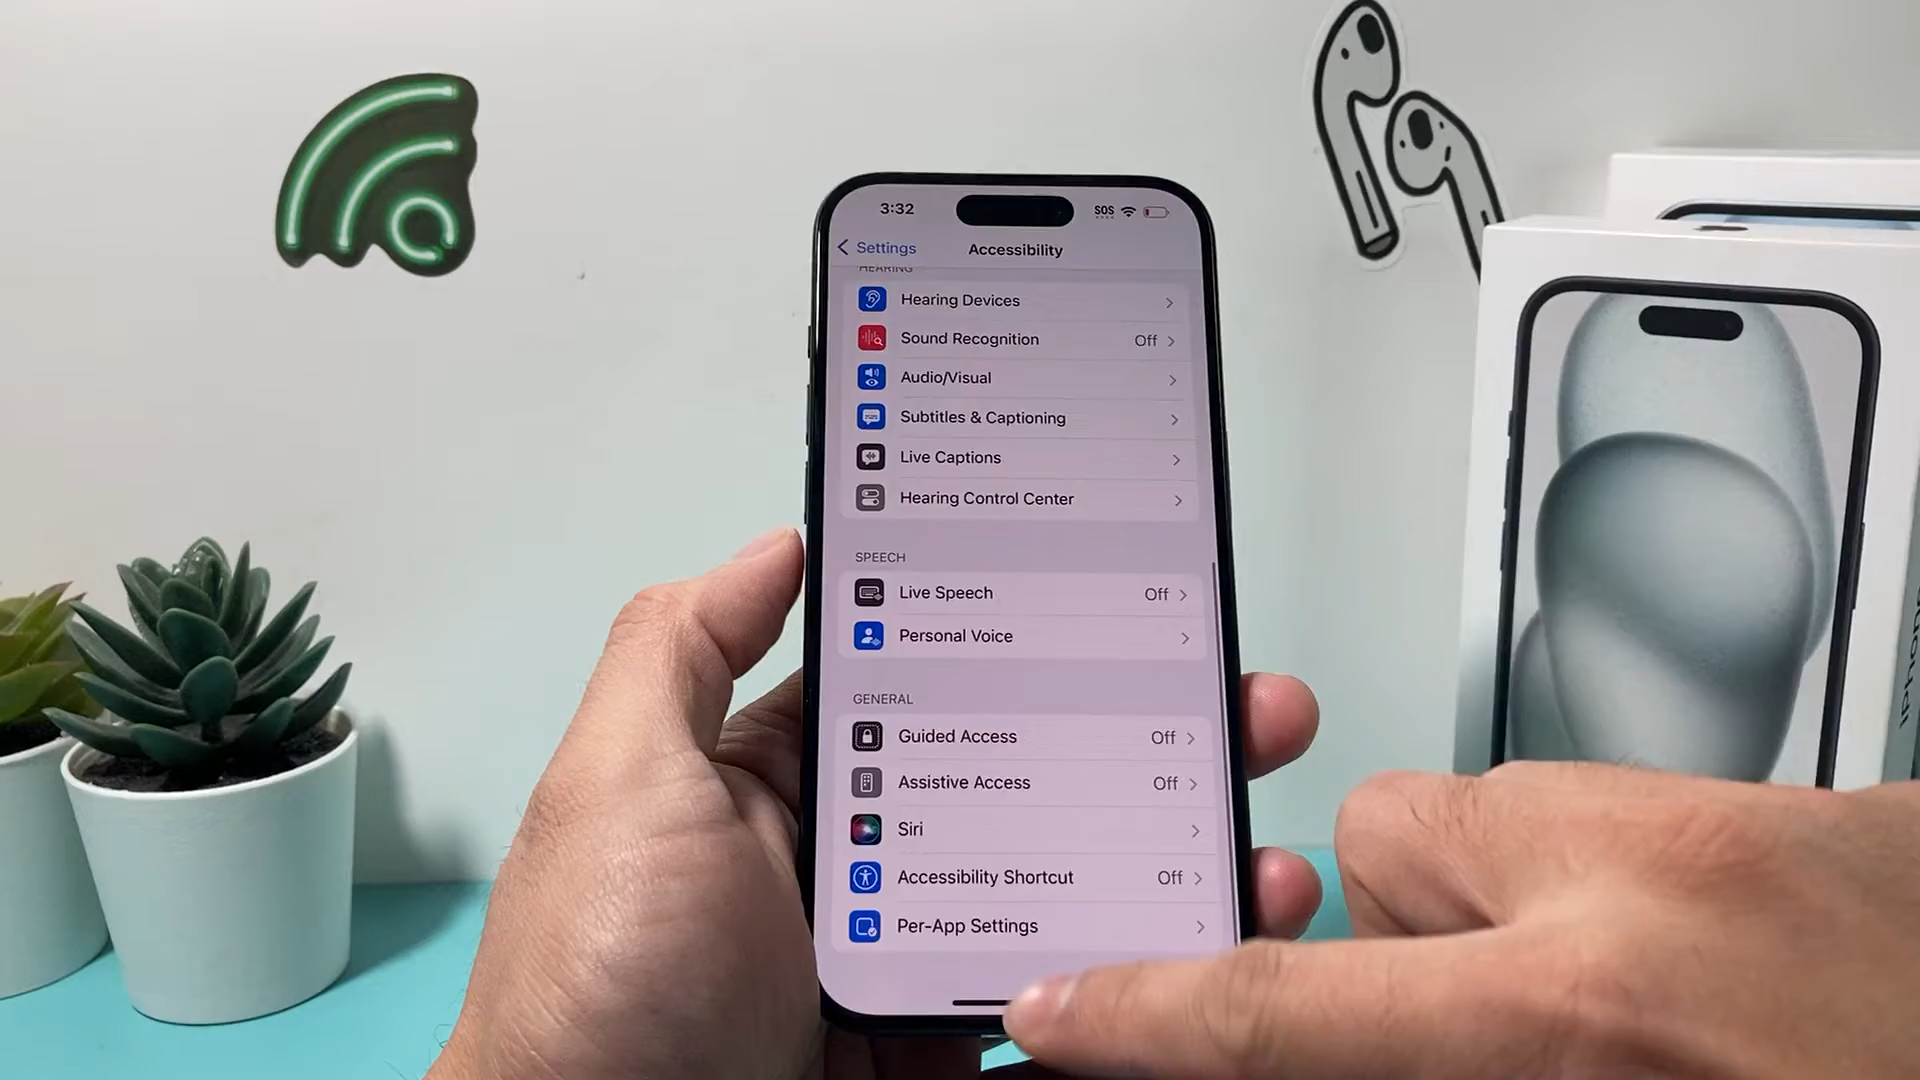 3:32
SOS
Settings
Accessibility
HEARING
Hearing Devices
Sound Recognition Off
Audio/Visual
Subtitles & Captioning
Live Captions
Hearing Control Center
SPEECH
Live Speech Off
Personal Voice
GENERAL
Guided Access Off
Assistive Access Off
Siri
Accessibility Shortcut Off
Per-App Settings
iPhone